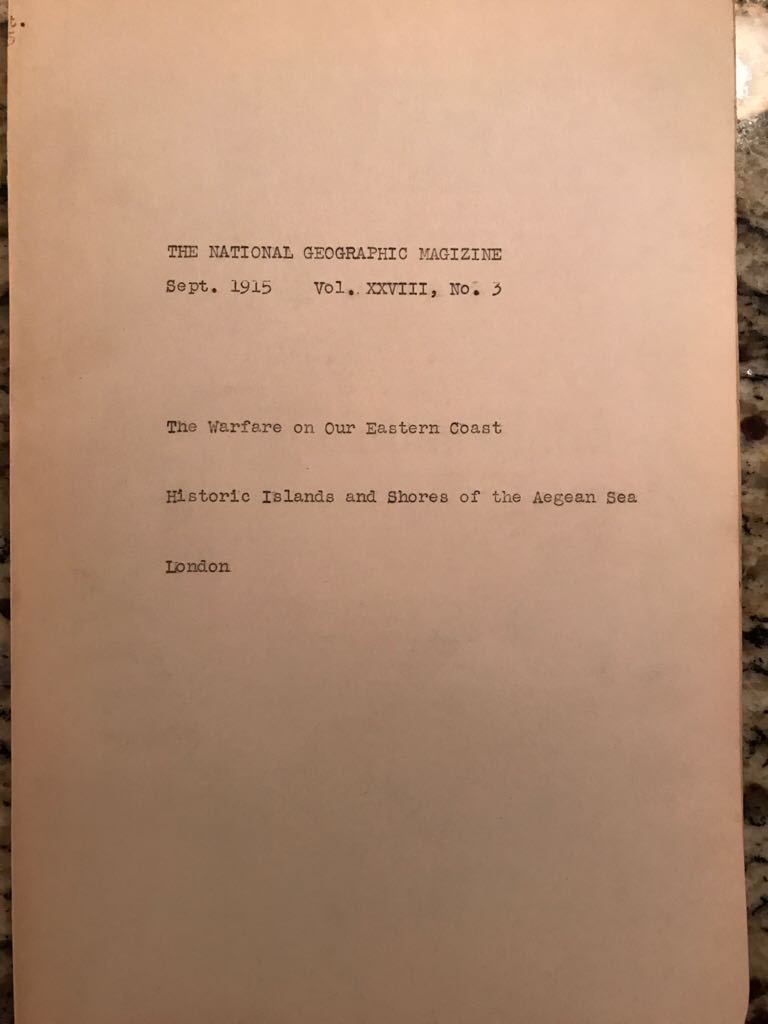 THE NATIONAL GEOGRAPHIC MAGIZINE
Sept. 1915 Vol. XXVIII, No. 3
The Warfare on Our Eastern Coast
Historic Islands and Shores of the Aegean Sea
London